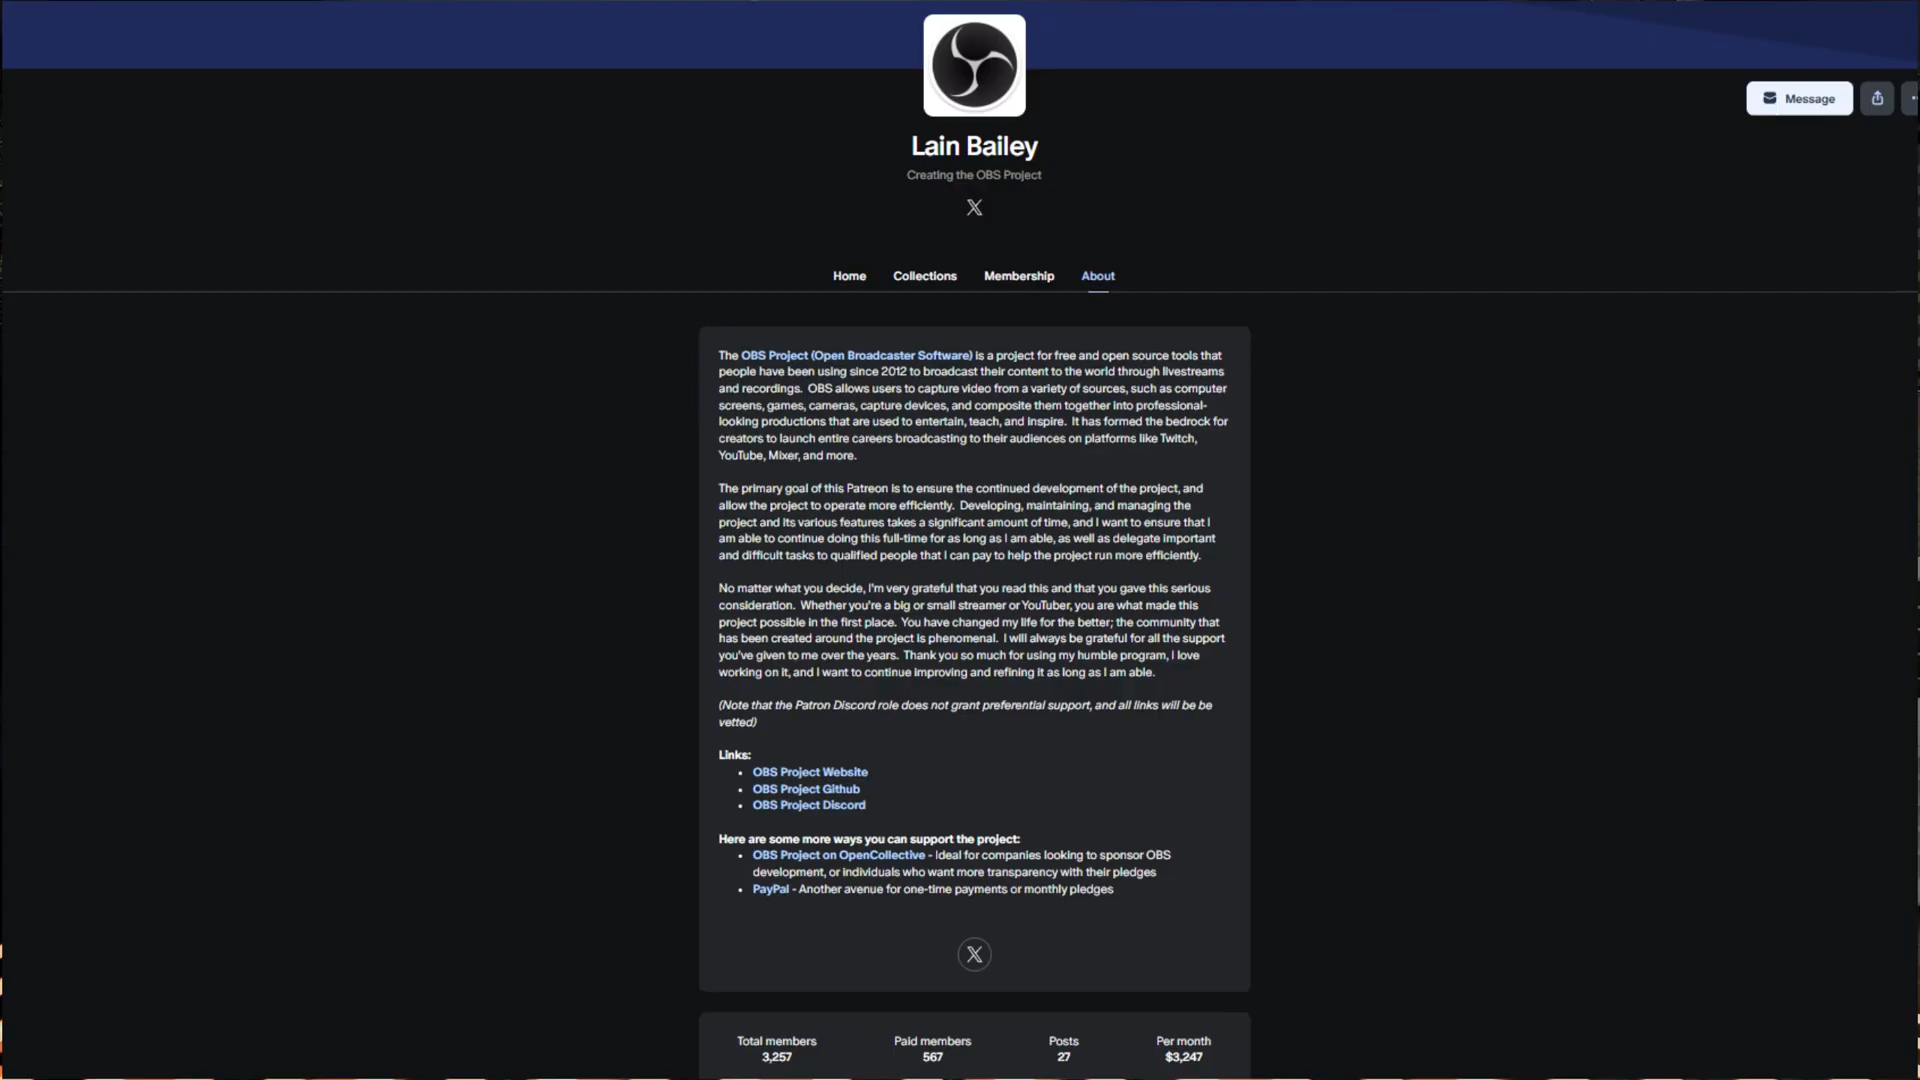 Message
Lain Bailey
Creating the OBS Project
Home Collections Membership About
The OBS Project (Open Broadcaster Software) is a project for free and open source tools that
people have been using since 2012 to broadcast their content to the world through livestreams
and recordings. OBS allows users to capture video from a variety of sources, such as computer
screens, games, cameras, capture devices, and composite them together into professional-
looking productions that are used to entertain, teach, and inspire. It has formed the bedrock for
creators to launch entire careers broadcasting to their audiences on platforms like Twitch,
YouTube, Mixer, and more.
The primary goal of this Patreon is to ensure the continued development of the project, and
allow the project to operate more efficiently. Developing, maintaining, and managing the
project and its various features takes a significant amount of time, and I want to ensure that I
am able to continue doing this full-time for as long as I am able, as well as delegate important
and difficult tasks to qualified people that I can pay to help the project run more efficiently.
No matter what you decide, I'm very grateful that you read this and that you gave this serious
consideration. Whether you're a big or small streamer or YouTuber, you are what made this
project possible in the first place. You have changed my life for the better; the community that
has been created around the project is phenomenal. I will always be grateful for all the support
you've given to me over the years. Thank you so much for using my humble program, I love
working on it, and I want to continue improving and refining it as long as I am able.
(Note that the Patron Discord role does not grant preferential support, and all links will be be
vetted)
Links:
• OBS Project Website
• OBS Project Github
• OBS Project Discord
Here are some more ways you can support the project:
• OBS Project on OpenCollective - Ideal for companies looking to sponsor OBS
development, or individuals who want more transparency with their pledges
• PayPal - Another avenue for one-time payments or monthly pledges
Total members Paid members Posts Per month
3,257 567 27 $3,247